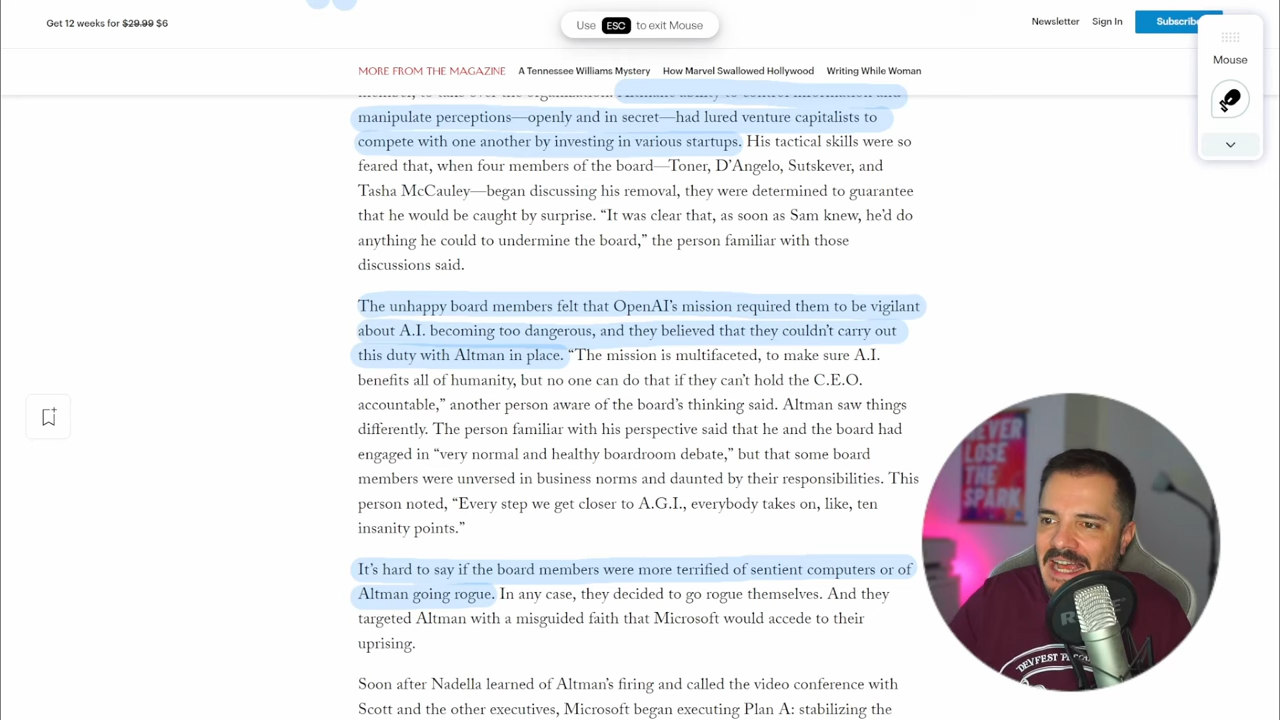 Get 12 weeks for $29.99 $6
Use ESC to exit Mouse
Newsletter Sign In Subscribe
Mouse
MORE FROM THE MAGAZINE A Tennessee Williams Mystery How Marvel Swallowed Hollywood Writing While Woman
manipulate perceptions—openly and in secret—had lured venture capitalists to
compete with one another by investing in various startups. His tactical skills were so
feared that, when four members of the board—Toner, D’Angelo, Sutskever, and
Tasha McCauley—began discussing his removal, they were determined to guarantee
that he would be caught by surprise. “It was clear that, as soon as Sam knew, he’d do
anything he could to undermine the board,” the person familiar with those
discussions said.
The unhappy board members felt that OpenAI’s mission required them to be vigilant
about A.I. becoming too dangerous, and they believed that they couldn’t carry out
this duty with Altman in place. “The mission is multifaceted, to make sure A.I.
benefits all of humanity, but no one can do that if they can’t hold the C.E.O.
accountable,” another person aware of the board’s thinking said. Altman saw things
differently. The person familiar with his perspective said that he and the board had
engaged in “very normal and healthy boardroom debate,” but that some board
members were unversed in business norms and daunted by their responsibilities. This
person noted, “Every step we get closer to A.G.I., everybody takes on, like, ten
insanity points.”
It’s hard to say if the board members were more terrified of sentient computers or of
Altman going rogue. In any case, they decided to go rogue themselves. And they
targeted Altman with a misguided faith that Microsoft would accede to their
uprising.
Soon after Nadella learned of Altman’s firing and called the video conference with
Scott and the other executives, Microsoft began executing Plan A: stabilizing the
NEVER
LOSE
THE
SPARK
DEVFEST